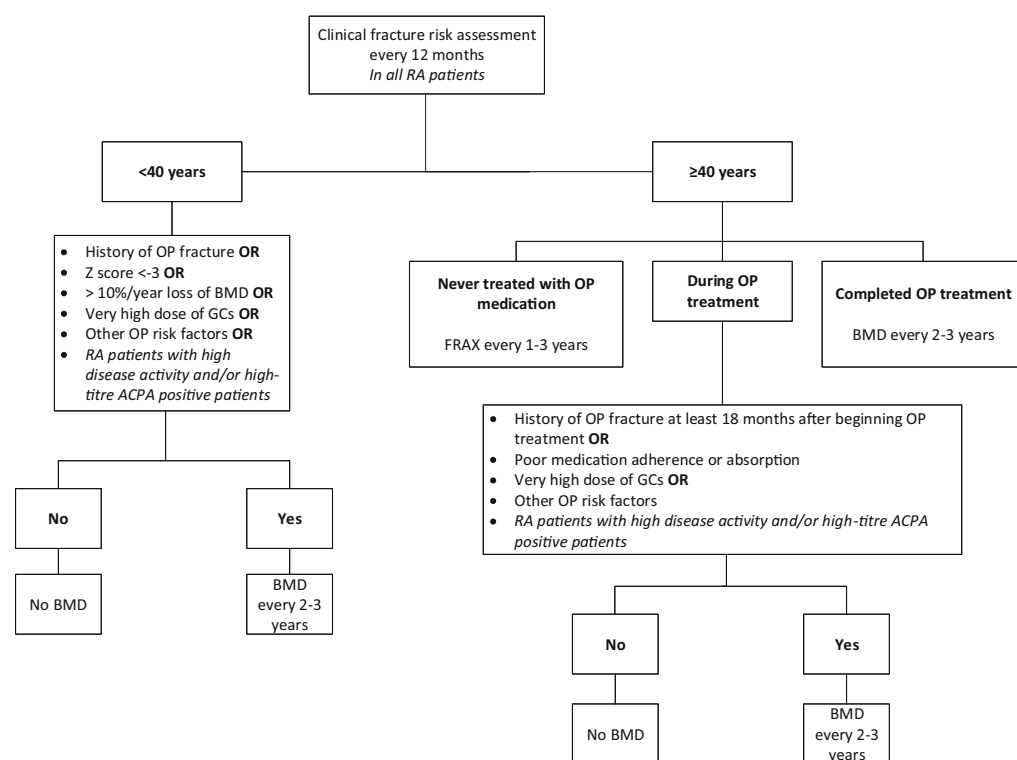 Clinical fracture risk assessment
every 12 months
In all RA patients
<40 years
≥40 years
• History of OP fracture OR
• Z score <-3 OR
• > 10%/year loss of BMD OR
• Very high dose of GCs OR
• Other OP risk factors OR
• RA patients with high
disease activity and/or high-
titre ACPA positive patients
No
Yes
No BMD
BMD
every 2-3
years
Never treated with OP
medication
FRAX every 1-3 years
During OP
treatment
Completed OP treatment
BMD every 2-3 years
• History of OP fracture at least 18 months after beginning OP
treatment OR
• Poor medication adherence or absorption
• Very high dose of GCs OR
• Other OP risk factors
• RA patients with high disease activity and/or high-titre ACPA
positive patients
No
Yes
No BMD
BMD
every 2-3
years